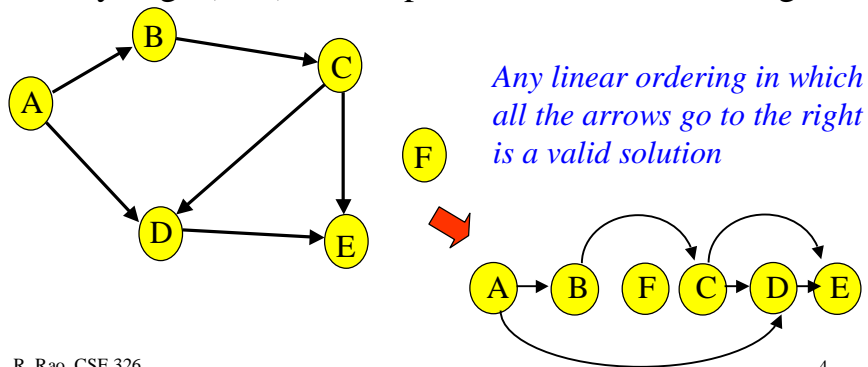 B
C
A
Any linear ordering in which
all the arrows go to the right
is a valid solution
F
D
E
A B F C D E
R. Rao, CSE 326
4